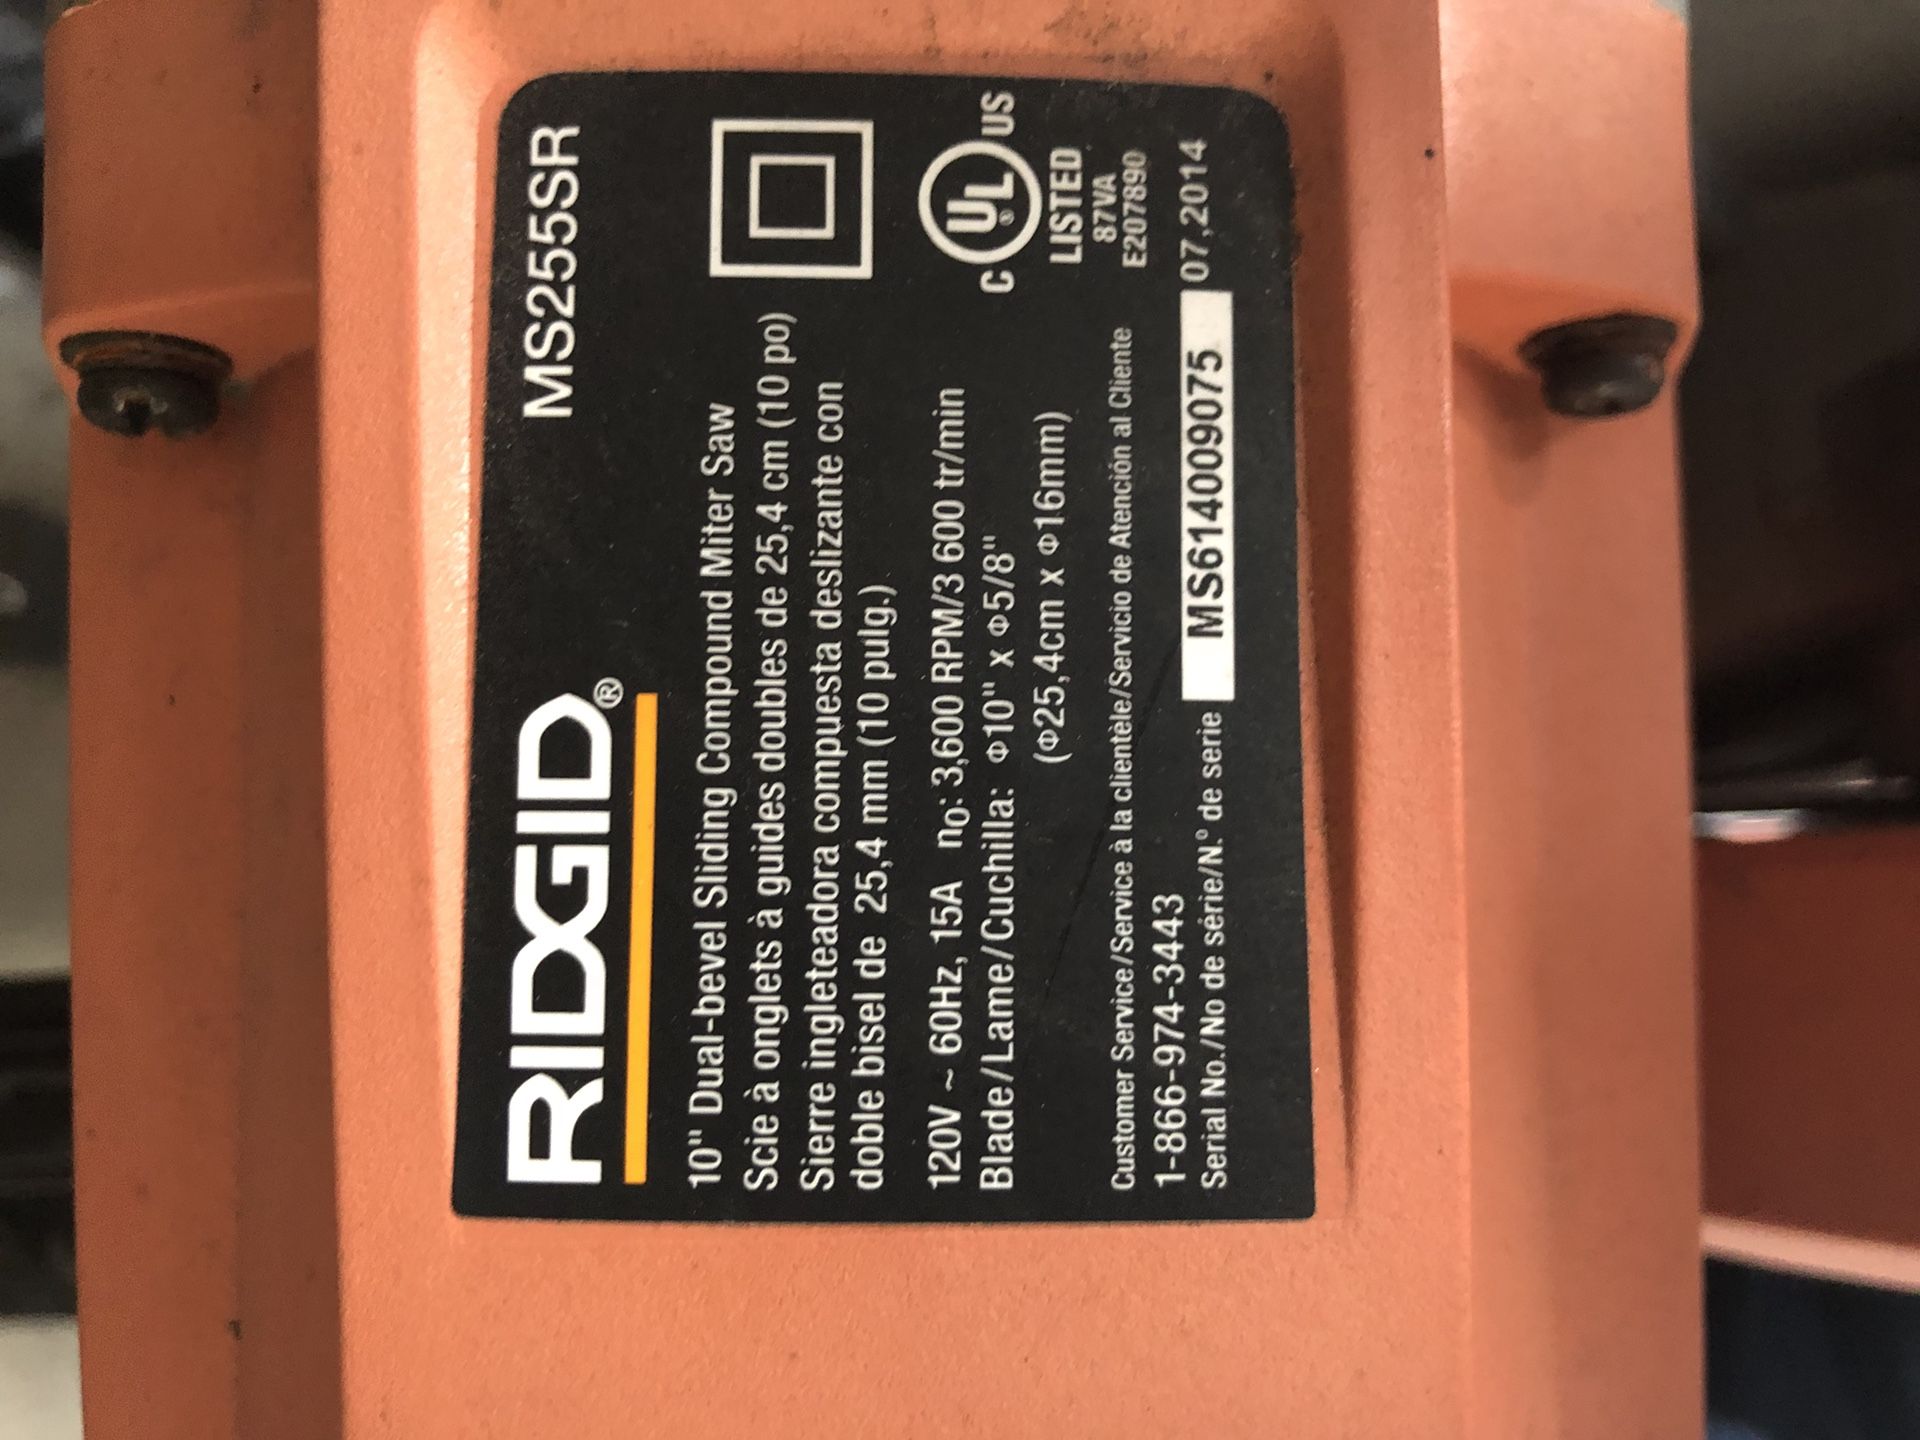 RIDGID® MS255SR
10" Dual-bevel Sliding Compound Miter Saw
Scie à onglets à guides doubles de 25,4 cm (10 po)
Sierre ingleteadora compuesta deslizante con
doble bisel de 25,4 mm (10 pulg.)
120V ~ 60Hz, 15A n₀: 3,600 RPM/3 600 tr/min
Blade/Lame/Cuchilla: Φ10" x Φ5/8"
(Φ25,4cm x Φ16mm)
C UL® US
LISTED
87VA
E207890
Customer Service/Service à la clientèle/Servicio de Atención al Cliente
1-866-974-3443
Serial No./No de série/N.º de serie MS614009075 07,2014